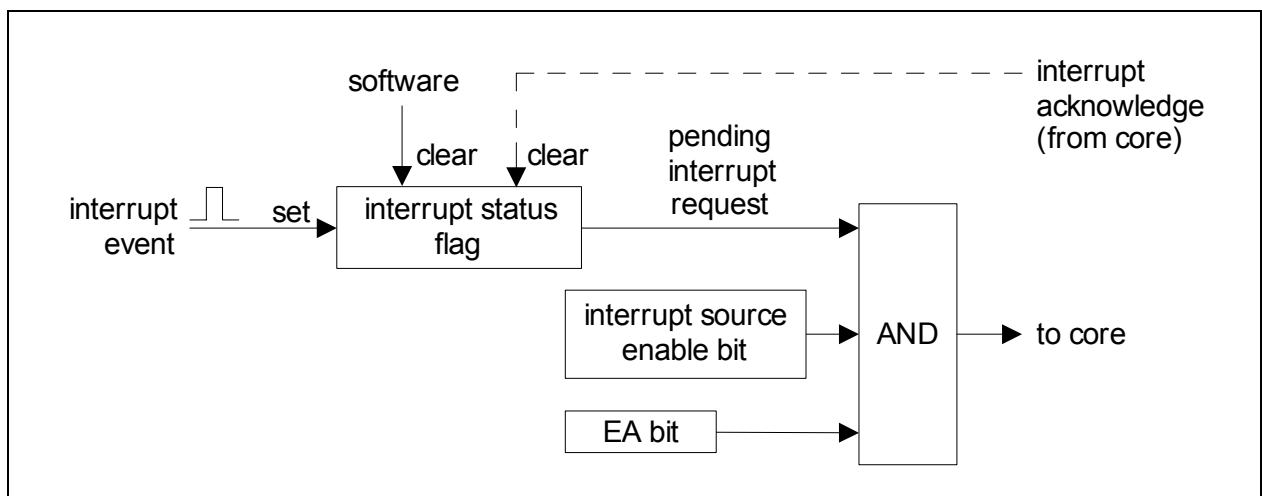 software
interrupt
acknowledge
(from core)
clear
clear
pending
interrupt
request
interrupt
event
set
interrupt status
flag
interrupt source
enable bit
AND
to core
EA bit